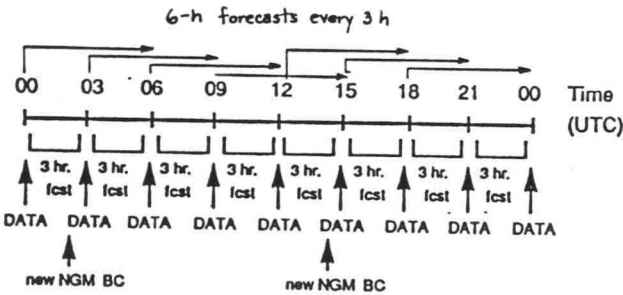 6-h forecasts every 3 h
00 03 06 09 12 15 18 21 00 Time
(UTC)
3 hr. 3 hr. 3 hr. 3 hr. 3 hr. 3 hr. 3 hr. 3 hr.
fcst fcst fcst fcst fcst fcst fcst fcst
DATA DATA DATA DATA DATA DATA DATA DATA DATA
new NGM BC new NGM BC